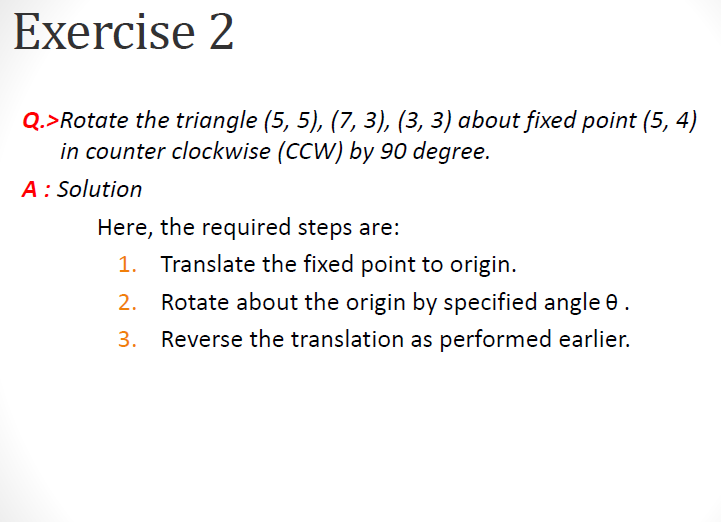 Exercise 2
Q.>Rotate the triangle (5, 5), (7, 3), (3, 3) about fixed point (5, 4)
in counter clockwise (CCW) by 90 degree.
A : Solution
Here, the required steps are:
1. Translate the fixed point to origin.
2. Rotate about the origin by specified angle θ .
3. Reverse the translation as performed earlier.